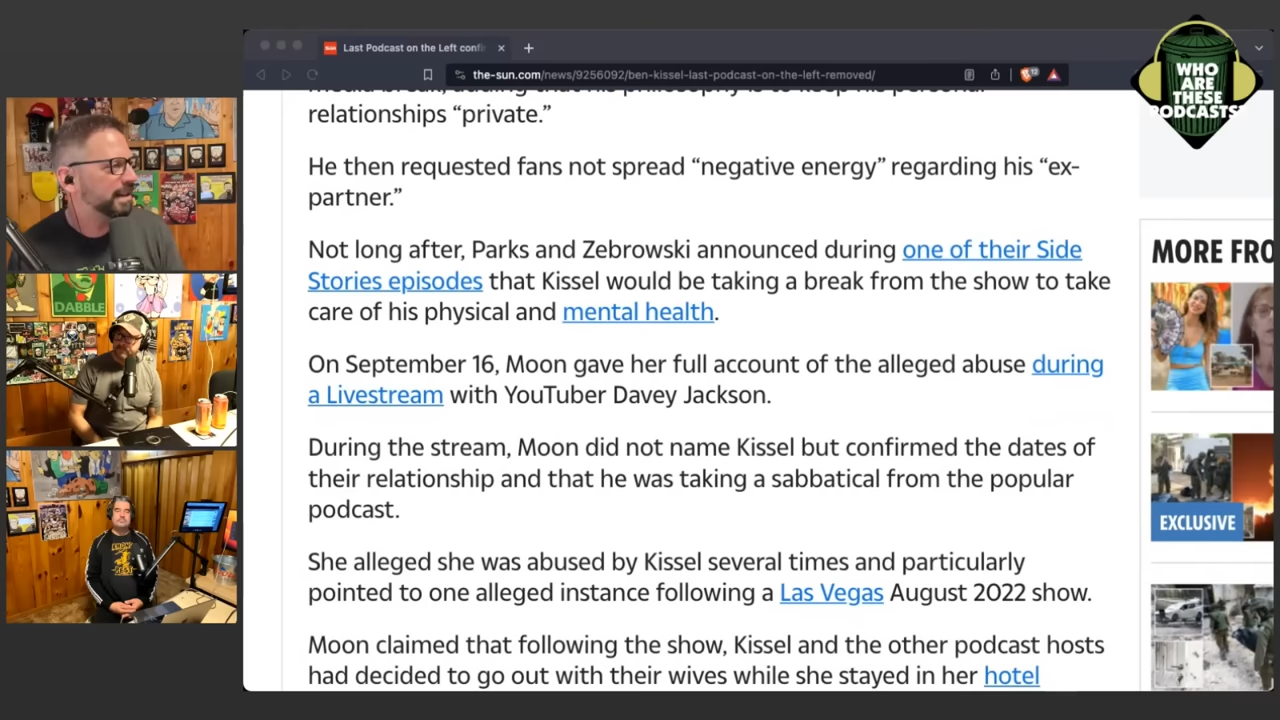 Last Podcast on the Left confi
the-sun.com/news/9256092/ben-kissel-last-podcast-on-the-left-removed/
WHO
ARE
THESE
PODCASTS
relationships “private.”
He then requested fans not spread “negative energy” regarding his “ex-
partner.”
Not long after, Parks and Zebrowski announced during one of their Side
Stories episodes that Kissel would be taking a break from the show to take
care of his physical and mental health.
On September 16, Moon gave her full account of the alleged abuse during
a Livestream with YouTuber Davey Jackson.
During the stream, Moon did not name Kissel but confirmed the dates of
their relationship and that he was taking a sabbatical from the popular
podcast.
She alleged she was abused by Kissel several times and particularly
pointed to one alleged instance following a Las Vegas August 2022 show.
Moon claimed that following the show, Kissel and the other podcast hosts
had decided to go out with their wives while she stayed in her hotel
MORE FRO
EXCLUSIVE
DABBLE